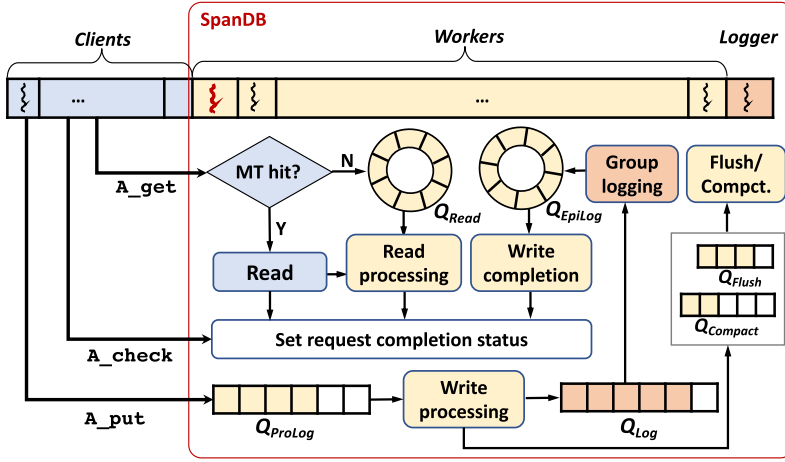 SpanDB
Clients
Workers
Logger
...
...
A_get
MT hit?
N
Y
Q_Read
Q_EpiLog
Group
logging
Flush/
Compct.
Read
Read
processing
Write
completion
Q_Flush
Q_Compact
Set request completion status
A_check
A_put
Q_ProLog
Write
processing
Q_Log